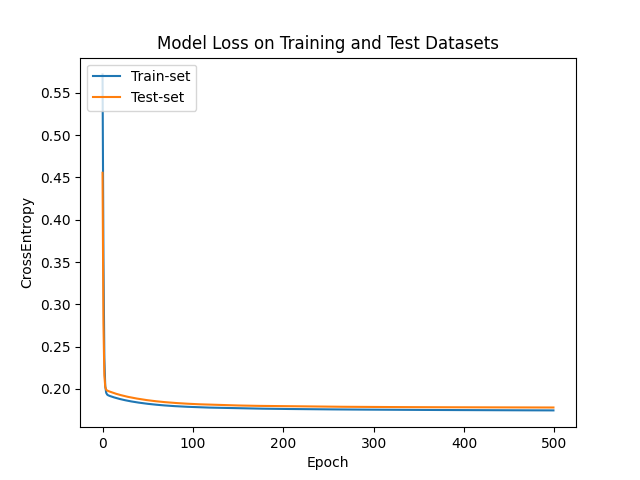 Model Loss on Training and Test Datasets
Train-set
Test-set
0.55
0.50
0.45
0.40
0.35
0.30
0.25
0.20
CrossEntropy
0 100 200 300 400 500
Epoch